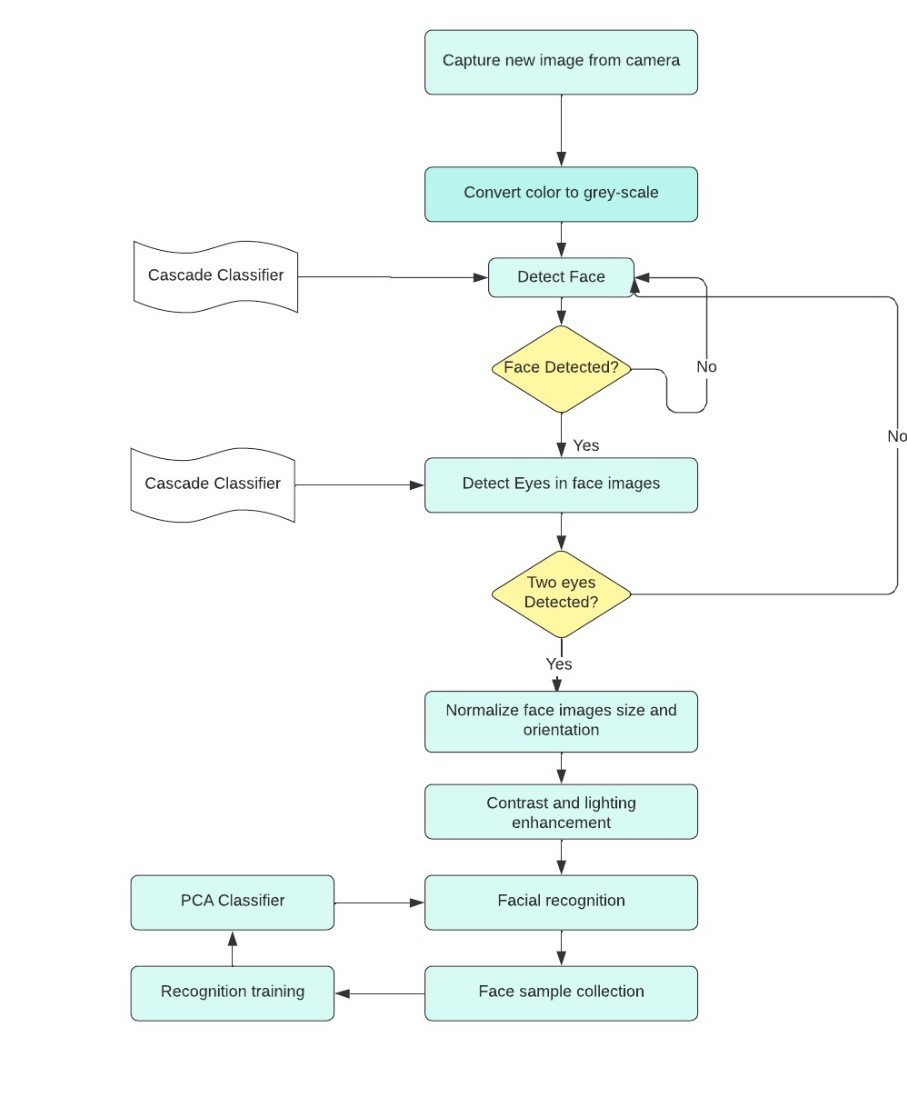 Capture new image from camera
Convert color to grey-scale
Cascade Classifier
Detect Face
Face Detected?
No
No
Yes
Cascade Classifier
Detect Eyes in face images
Two eyes
Detected?
Yes
Normalize face images size and
orientation
Contrast and lighting
enhancement
PCA Classifier
Facial recognition
Recognition training
Face sample collection